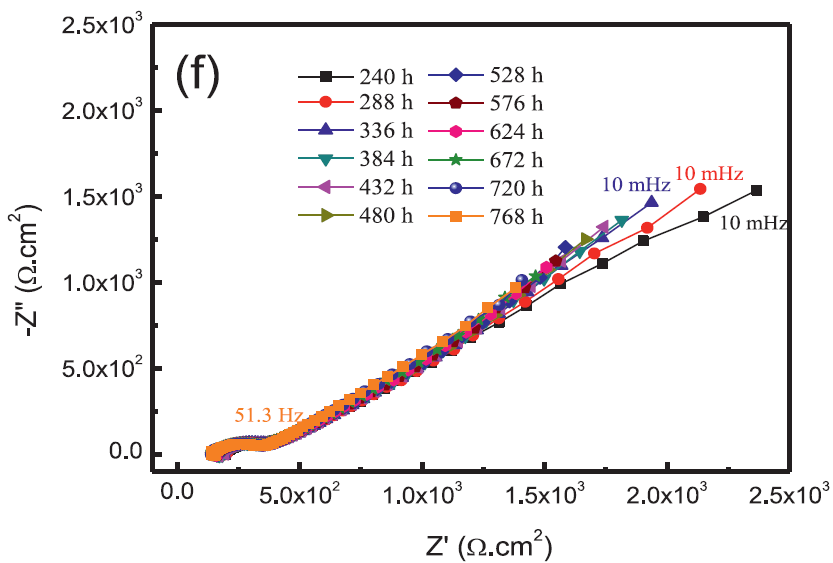 (f)
2.5x10³
2.0x10³
1.5x10³
1.0x10³
5.0x10²
0.0
-Z" (Ω.cm²)
240 h
288 h
336 h
384 h
432 h
480 h
528 h
576 h
624 h
672 h
720 h
768 h
10 mHz
10 mHz
10 mHz
51.3 Hz
0.0
5.0x10²
1.0x10³
1.5x10³
2.0x10³
2.5x10³
Z' (Ω.cm²)